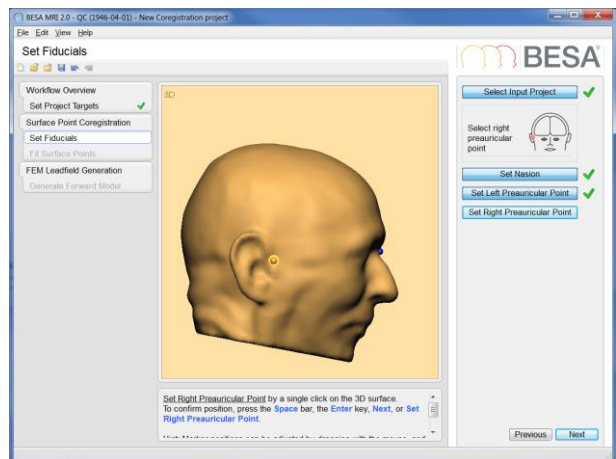 BESA MRI 2.0 - QC (1946-04-01) - New Coregistration project
File Edit View Help
Set Fiducials
BESA®
Workflow Overview
Set Project Targets
Surface Point Coregistration
Set Fiducials
Fit Surface Points
FEM Leadfield Generation
Generate Forward Model
3D
Select Input Project
Select right
preauricular
point
Set Nasion
Set Left Preauricular Point
Set Right Preauricular Point
Set Right Preauricular Point by a single click on the 3D surface.
To confirm position, press the Space bar, the Enter key, Next, or Set
Right Preauricular Point.
Previous Next